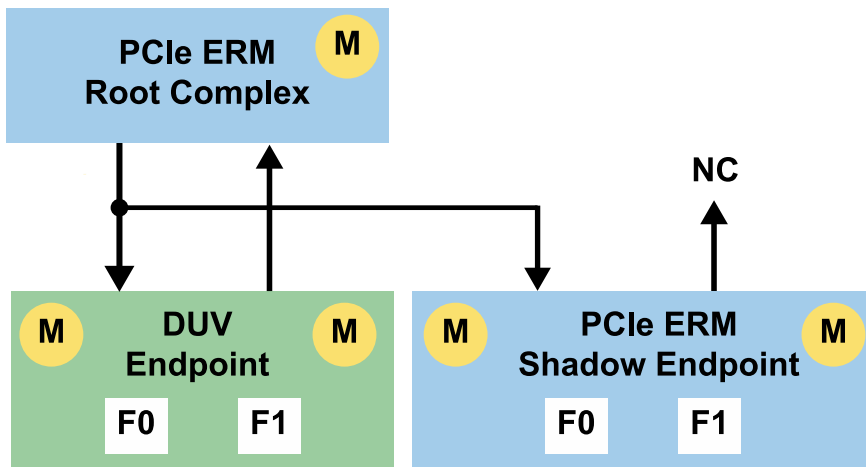 PCIe ERM
Root Complex
M
NC
M
DUV
Endpoint
M
F0
F1
M
PCIe ERM
Shadow Endpoint
M
F0
F1